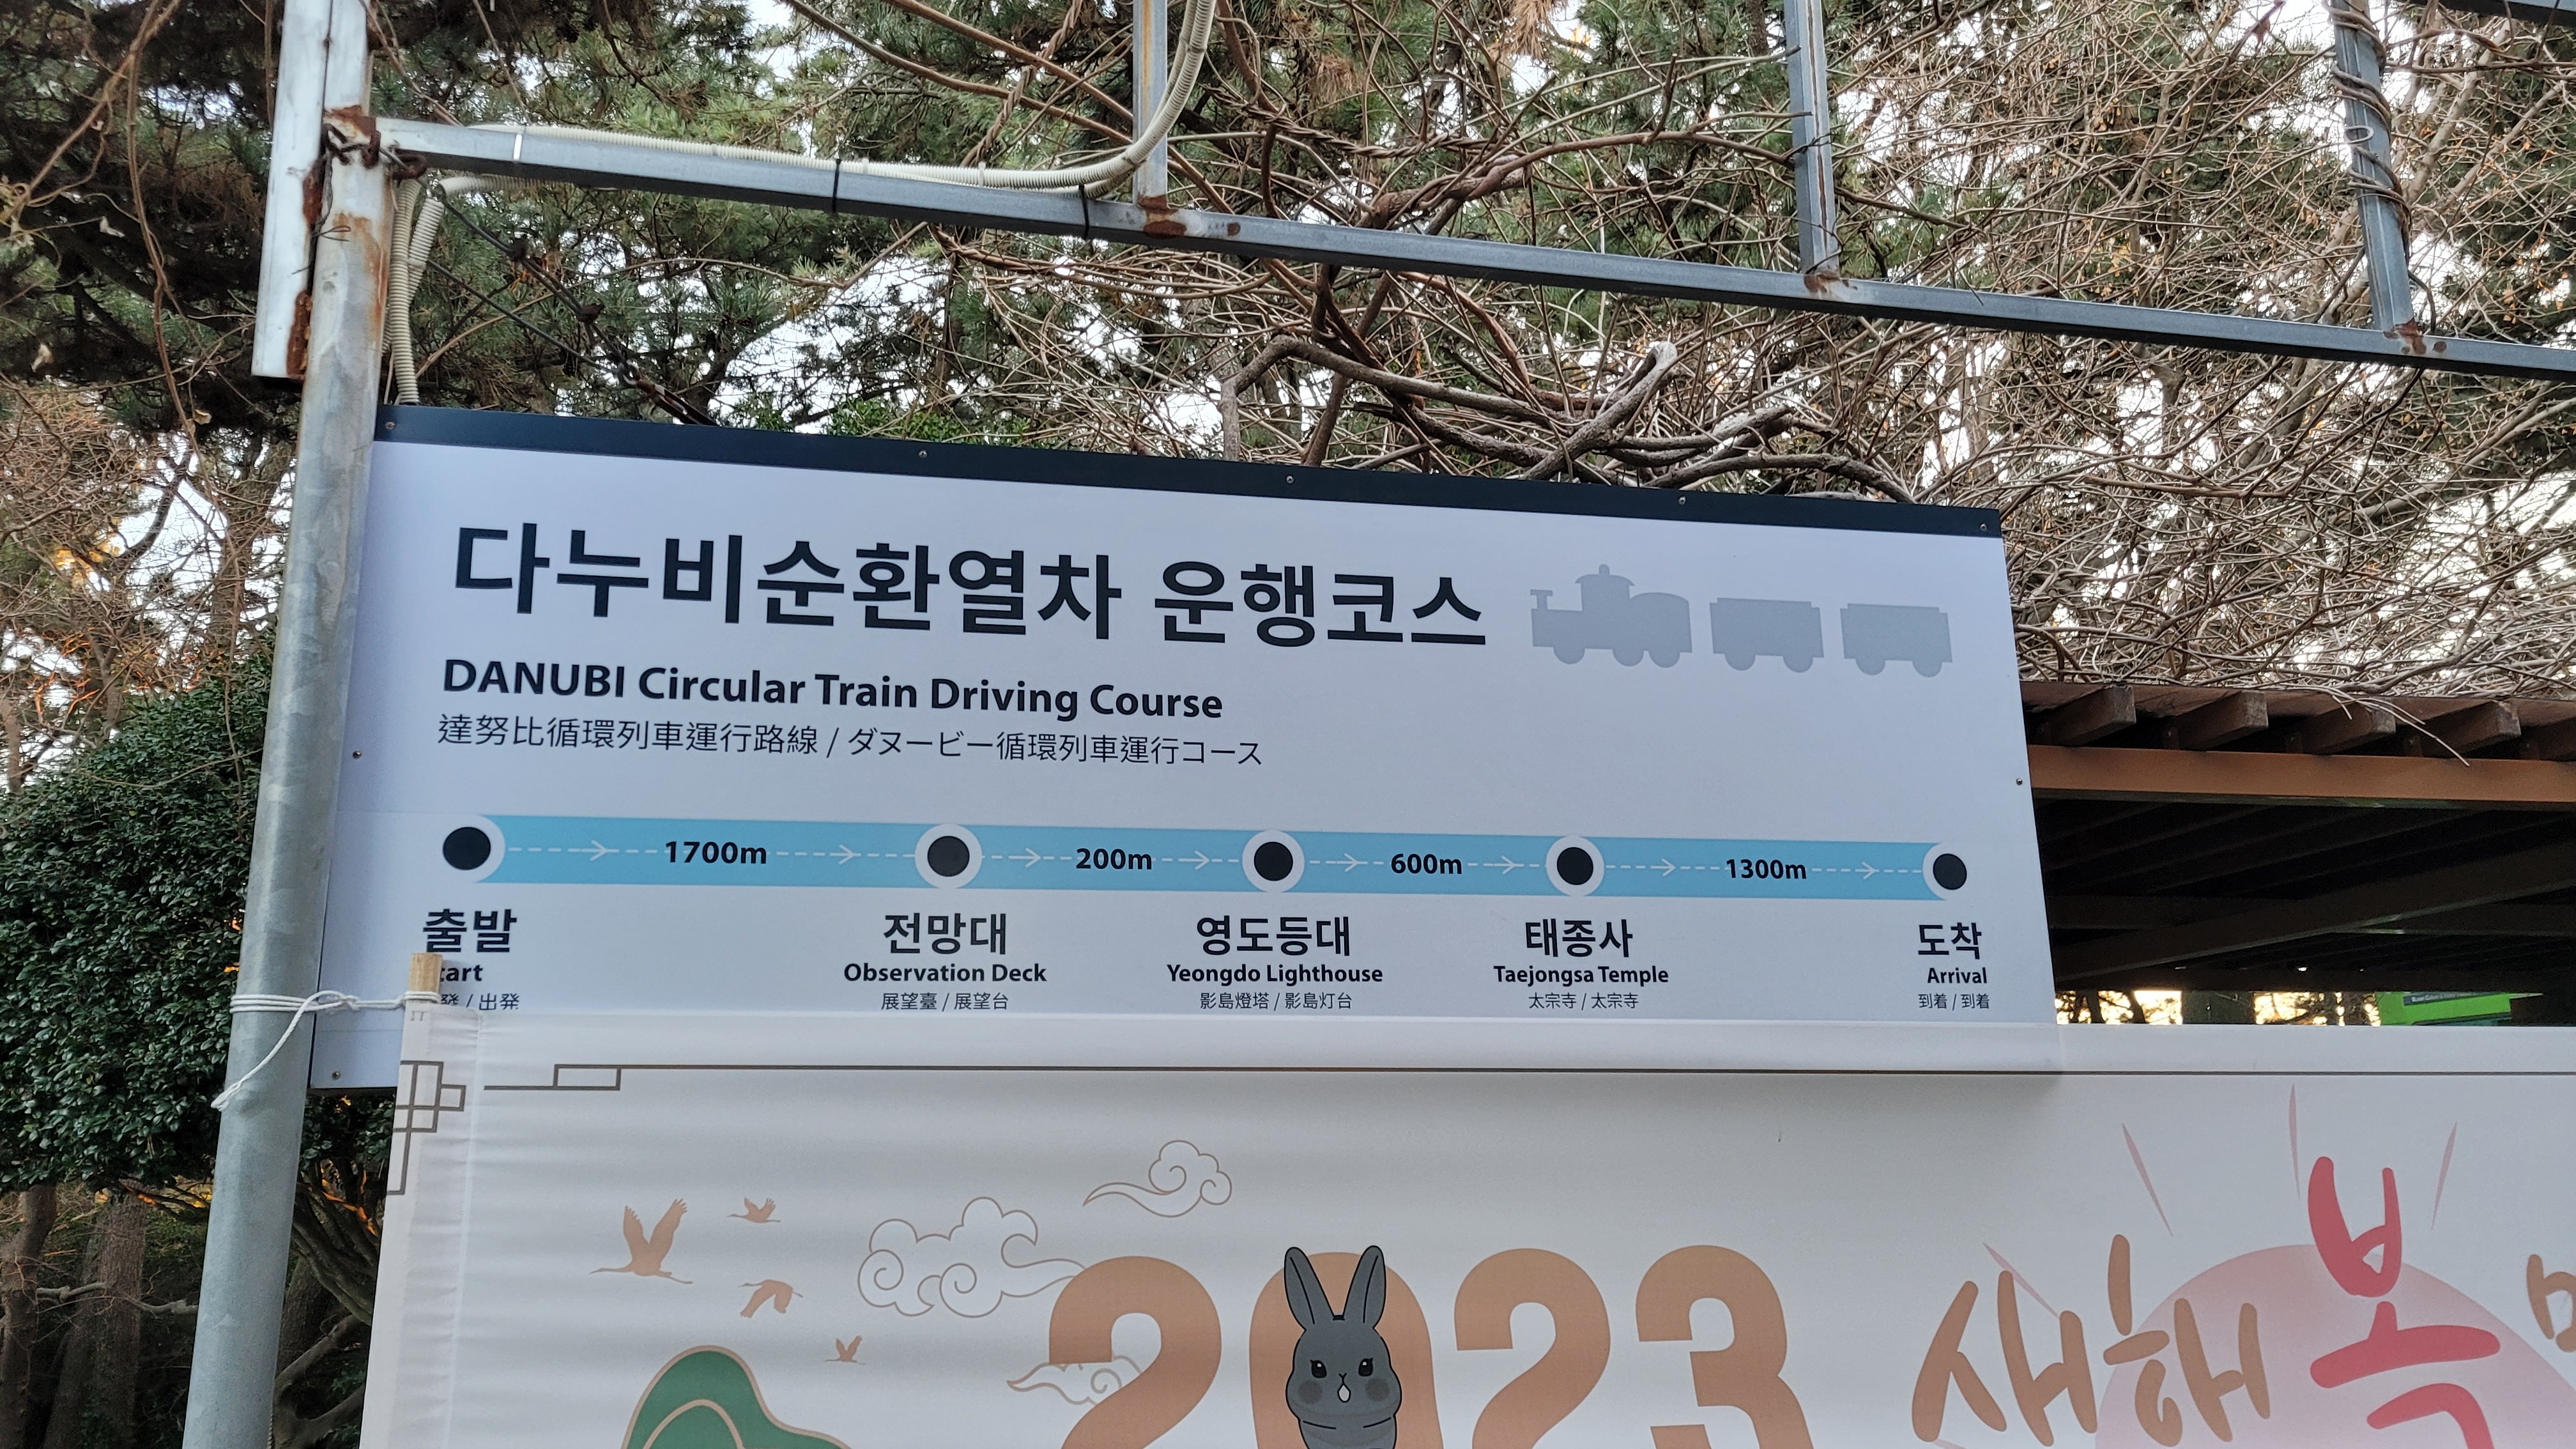 다누비순환열차 운행코스
DANUBI Circular Train Driving Course
達努比循環列車運行路線 / ダヌービー循環列車運行コース
1700m 200m 600m 1300m
출발 전망대 영도등대 태종사 도착
Observation Deck Yeongdo Lighthouse Taejongsa Temple Arrival
/ 出発 展望臺 / 展望台 影島燈塔 / 影島灯台 太宗寺 / 太宗寺 到着 / 到着
2023 새해 복